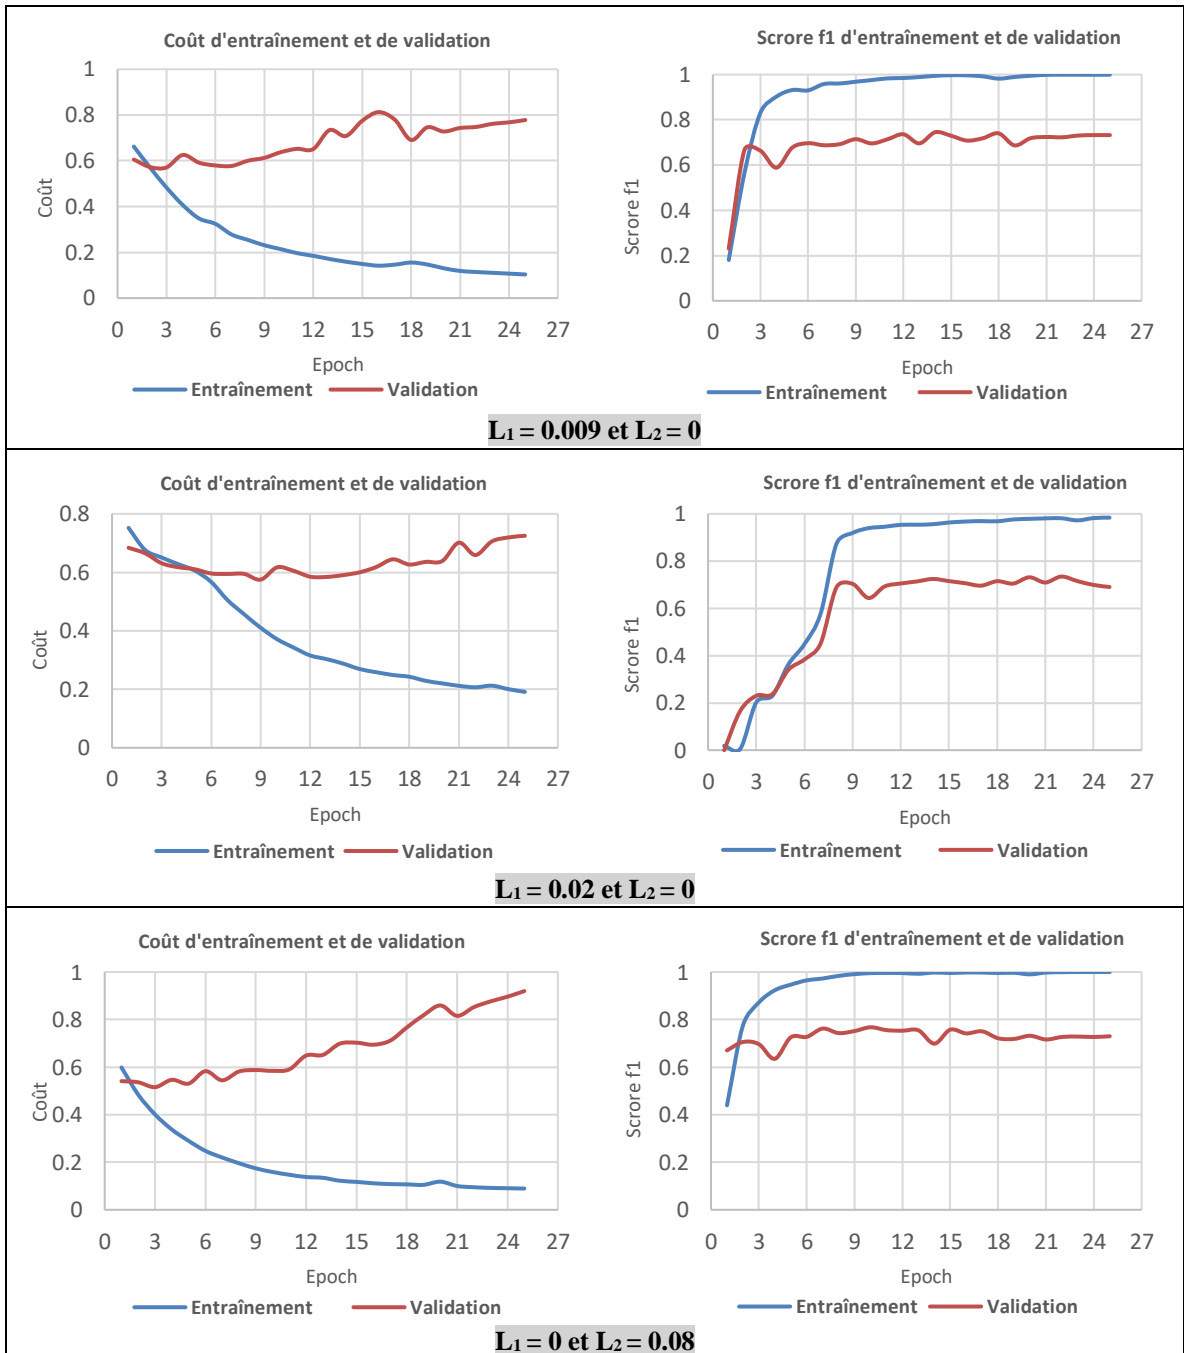 Coût d'entraînement et de validation
1
0.8
0.6
0.4
0.2
0
Coût
0 3 6 9 12 15 18 21 24 27
Epoch
Entraînement Validation
Scrore f1 d'entraînement et de validation
1
0.8
0.6
0.4
0.2
0
Scrore f1
0 3 6 9 12 15 18 21 24 27
Epoch
Entraînement Validation
L1 = 0.009 et L2 = 0
Coût d'entraînement et de validation
0.8
0.6
0.4
0.2
0
Coût
0 3 6 9 12 15 18 21 24 27
Epoch
Entraînement Validation
Scrore f1 d'entraînement et de validation
1
0.8
0.6
0.4
0.2
0
Scrore f1
0 3 6 9 12 15 18 21 24 27
Epoch
Entraînement Validation
L1 = 0.02 et L2 = 0
Coût d'entraînement et de validation
1
0.8
0.6
0.4
0.2
0
Coût
0 3 6 9 12 15 18 21 24 27
Epoch
Entraînement Validation
Scrore f1 d'entraînement et de validation
1
0.8
0.6
0.4
0.2
0
Scrore f1
0 3 6 9 12 15 18 21 24 27
Epoch
Entraînement Validation
L1 = 0 et L2 = 0.08